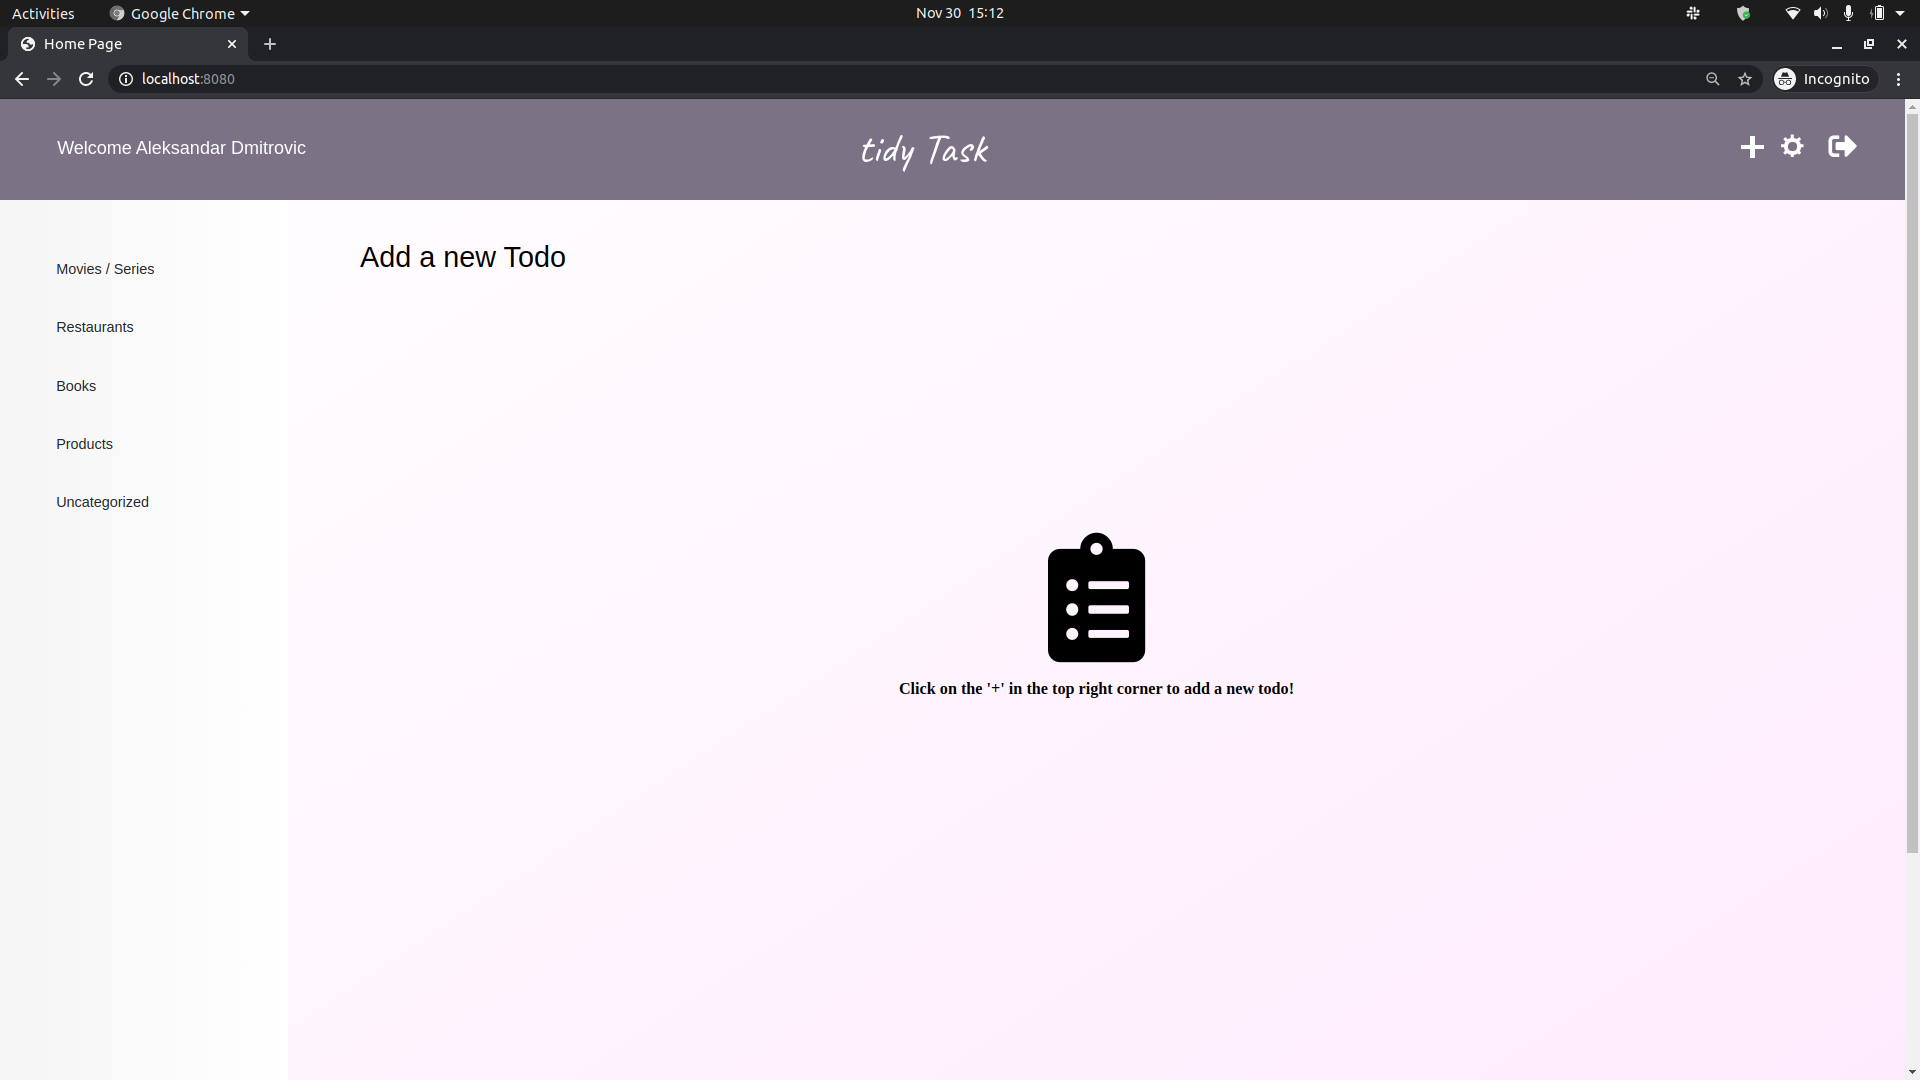 Activities
Google Chrome
Nov 30 15:12
Home Page
localhost:8080
Incognito
Welcome Aleksandar Dmitrovic
tidy Task
Movies / Series
Restaurants
Books
Products
Uncategorized
Add a new Todo
Click on the '+' in the top right corner to add a new todo!